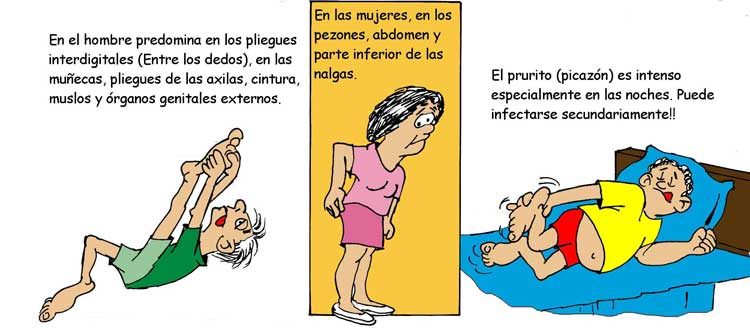 En el hombre predomina en los pliegues
interdigitales (Entre los dedos), en las
muñecas, pliegues de las axilas, cintura,
muslos y órganos genitales externos.
En las mujeres, en los
pezones, abdomen y
parte inferior de las
nalgas.
El prurito (picazón) es intenso
especialmente en las noches. Puede
infectarse secundariamente!!